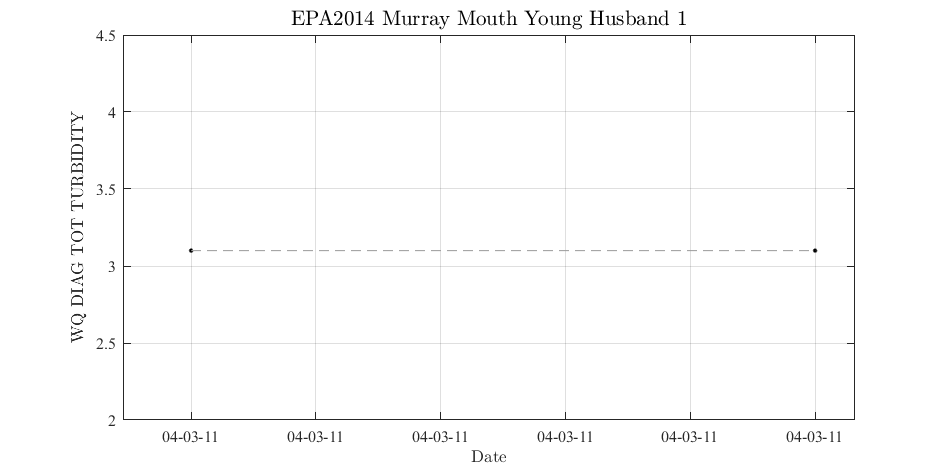 EPA2014 Murray Mouth Young Husband 1
WQ DIAG TOT TURBIDITY
4.5
4
3.5
3
2.5
2
04-03-11 04-03-11 04-03-11 04-03-11 04-03-11 04-03-11
Date